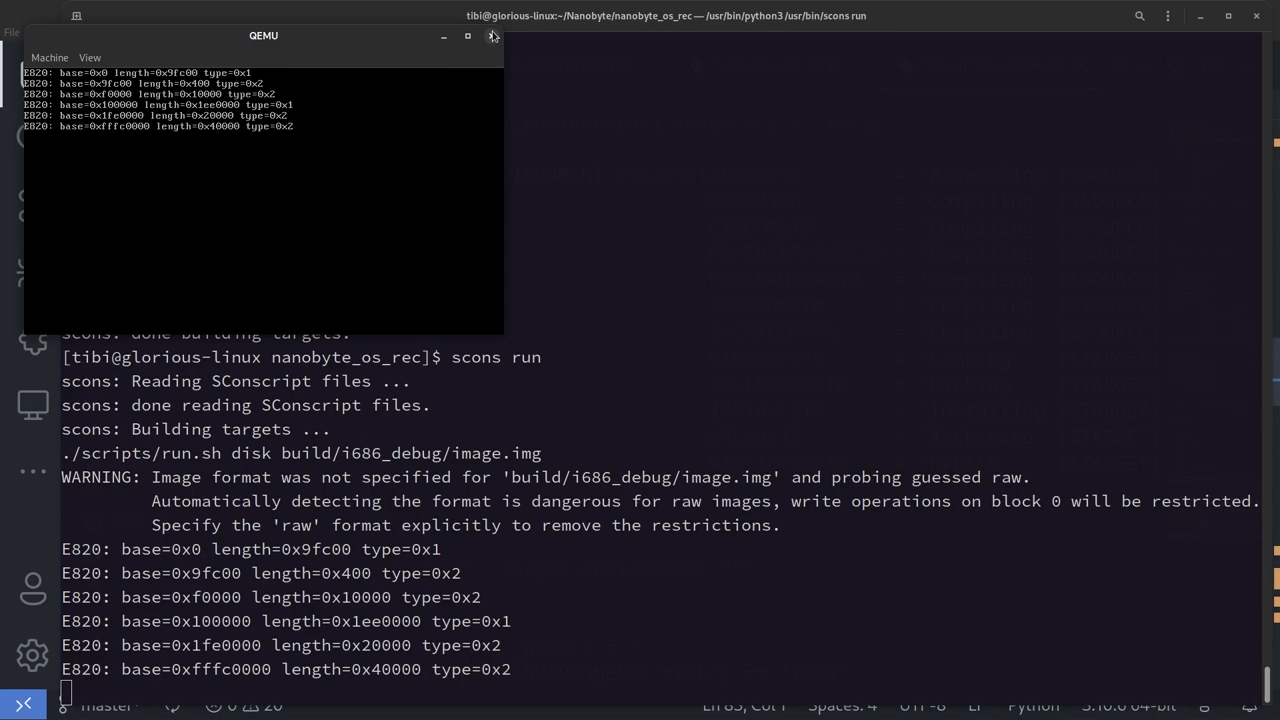 tibi@glorious-linux:~/Nanobyte/nanobyte_os_rec — /usr/bin/python3 /usr/bin/scons run
QEMU
Machine View
E820: base=0x0 length=0x9fc00 type=0x1
E820: base=0x9fc00 length=0x400 type=0x2
E820: base=0xf0000 length=0x10000 type=0x2
E820: base=0x100000 length=0x1ee0000 type=0x1
E820: base=0x1fe0000 length=0x20000 type=0x2
E820: base=0xfffc0000 length=0x40000 type=0x2
scons: done building targets.
[tibi@glorious-linux nanobyte_os_rec]$ scons run
scons: Reading SConscript files ...
scons: done reading SConscript files.
scons: Building targets ...
./scripts/run.sh disk build/i686_debug/image.img
WARNING: Image format was not specified for 'build/i686_debug/image.img' and probing guessed raw.
Automatically detecting the format is dangerous for raw images, write operations on block 0 will be restricted.
Specify the 'raw' format explicitly to remove the restrictions.
E820: base=0x0 length=0x9fc00 type=0x1
E820: base=0x9fc00 length=0x400 type=0x2
E820: base=0xf0000 length=0x10000 type=0x2
E820: base=0x100000 length=0x1ee0000 type=0x1
E820: base=0x1fe0000 length=0x20000 type=0x2
E820: base=0xfffc0000 length=0x40000 type=0x2
master* 0 20 Ln 83, Col 1 Spaces: 4 UTF-8 LF Python 3.10.6 64-bit